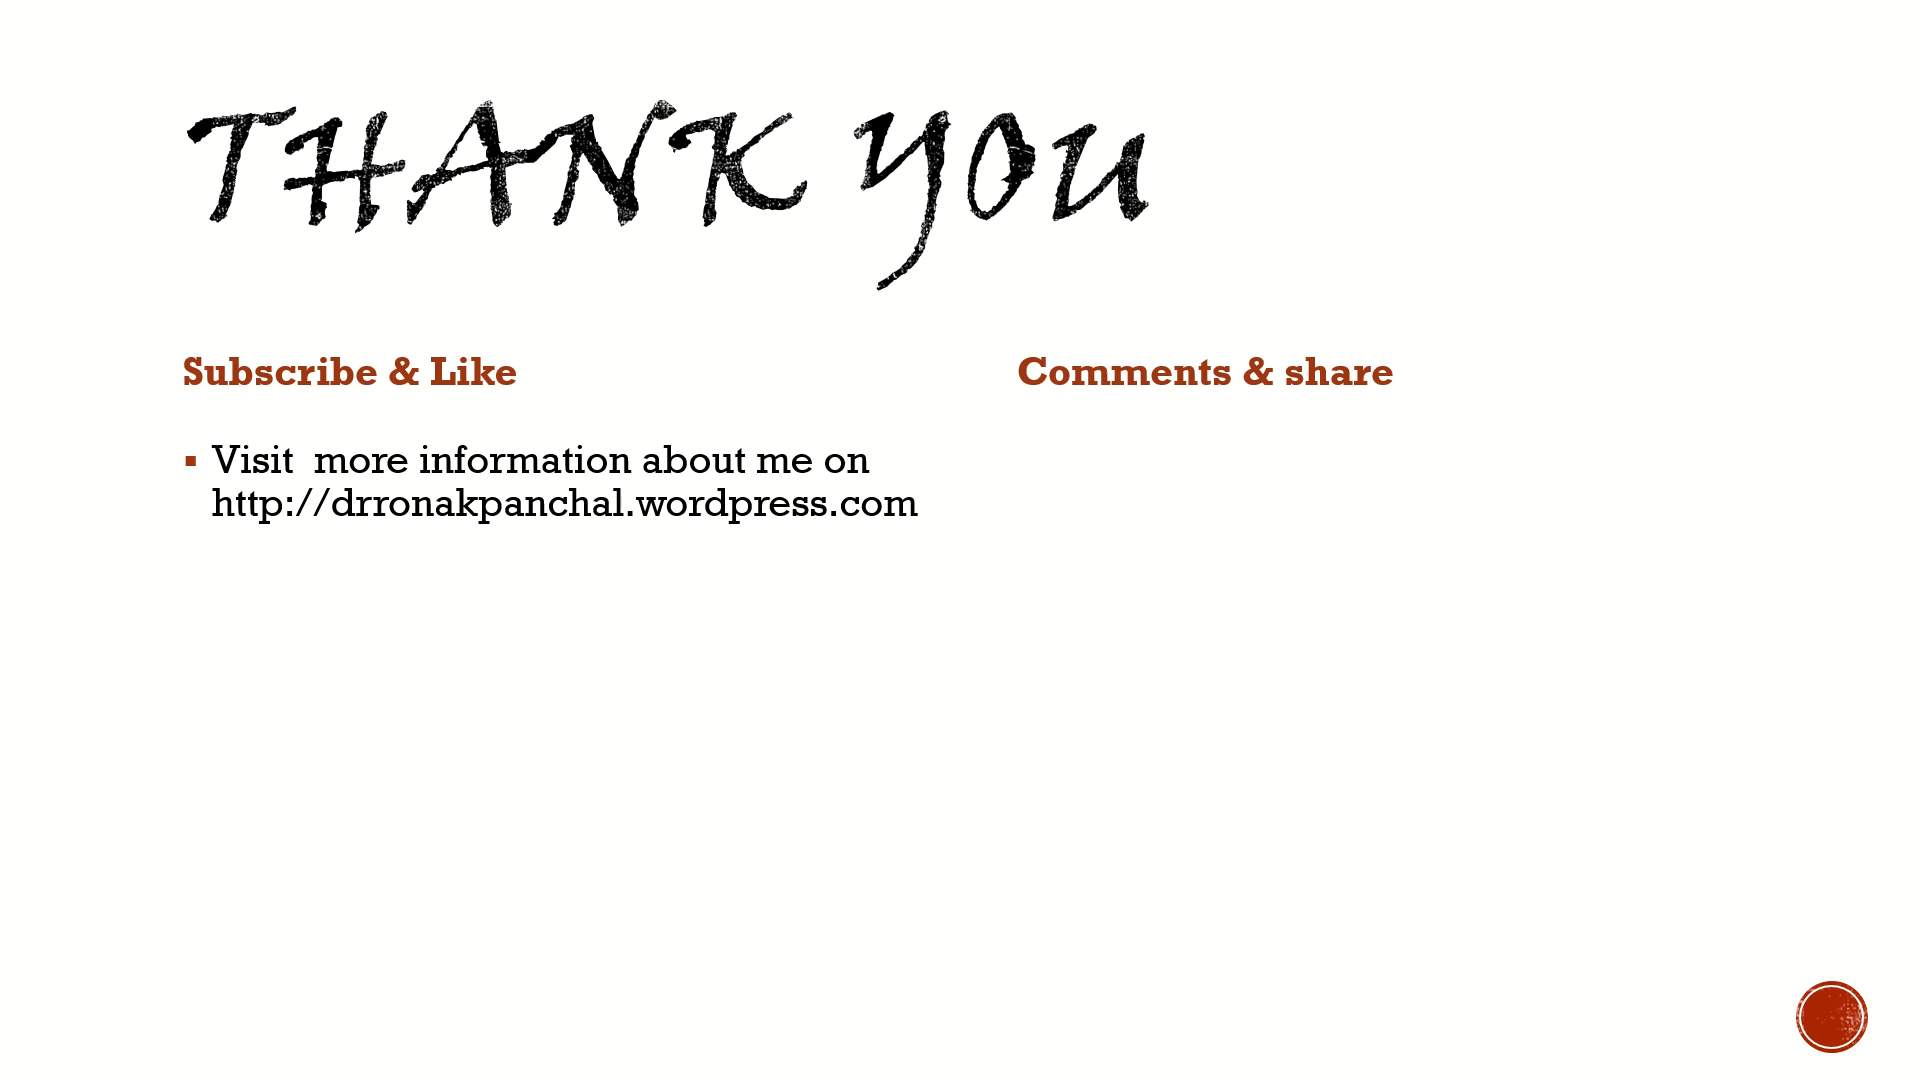 THANK YOU
Subscribe & Like
Comments & share
▪ Visit  more information about me on
http://drronakpanchal.wordpress.com